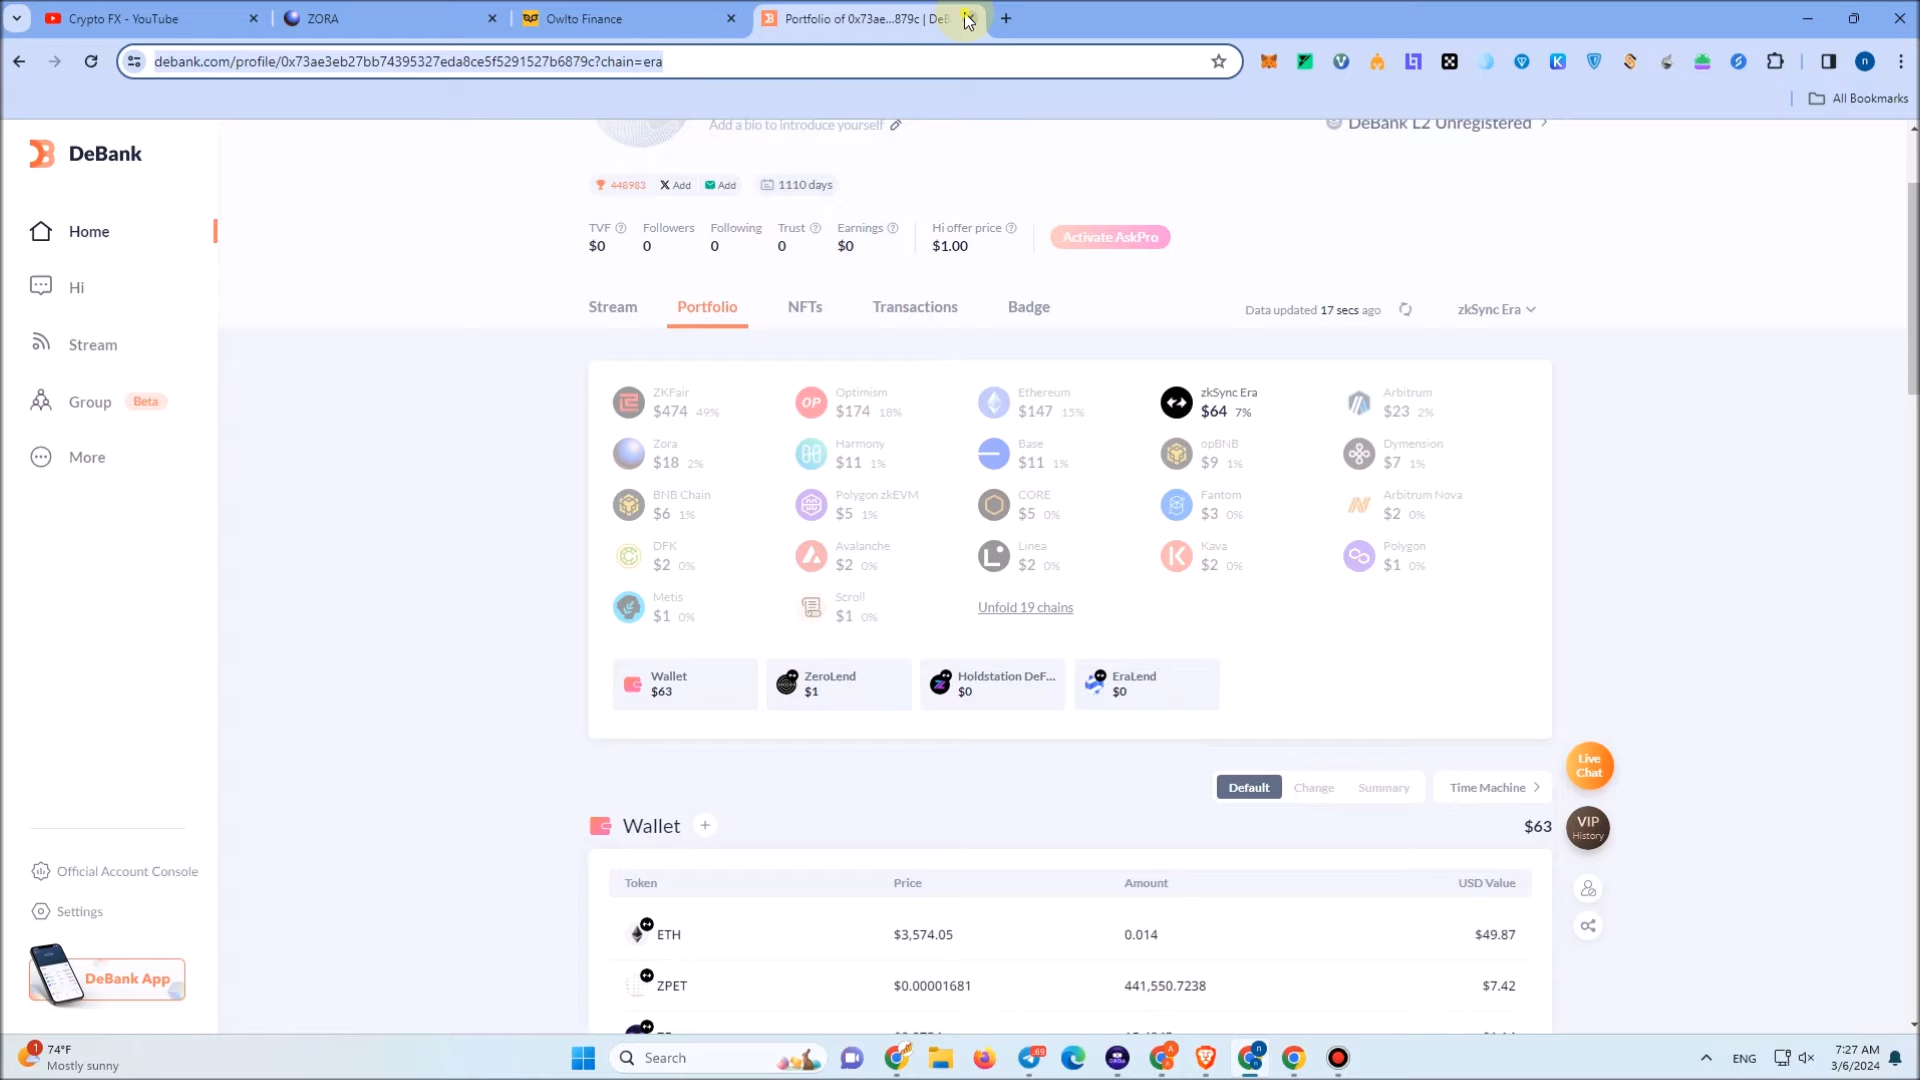 Crypto FX - YouTube
ZORA
Owlto Finance
Portfolio of 0x73ae...879c | DeB
debank.com/profile/0x73ae3eb27bb74395327eda8ce5f5291527b6879c?chain=era
All Bookmarks
DeBank
Home
Hi
Stream
Group Beta
More
Official Account Console
Settings
DeBank App
Add a bio to introduce yourself
DeBank L2 Unregistered
448983 X Add Add 1110 days
TVF Followers Following Trust Earnings Hi offer price
$0 0 0 0 $0 $1.00
Activate AskPro
Stream Portfolio NFTs Transactions Badge
Data updated 17 secs ago
zkSync Era
ZKFair Optimism Ethereum zkSync Era Arbitrum
$474 49% $174 18% $147 15% $64 7% $23 2%
Zora Harmony Base opBNB Dymension
$18 2% $11 1% $11 1% $9 1% $7 1%
BNB Chain Polygon zkEVM CORE Fantom Arbitrum Nova
$6 1% $5 1% $5 0% $3 0% $2 0%
DFK Avalanche Linea Kava Polygon
$2 0% $2 0% $2 0% $2 0% $1 0%
Metis Scroll
$1 0% $1 0%
Unfold 19 chains
Wallet ZeroLend Holdstation DeF... EraLend
$63 $1 $0 $0
Default Change Summary Time Machine
Live
Chat
VIP
History
Wallet + $63
Token Price Amount USD Value
ETH $3,574.05 0.014 $49.87
ZPET $0.00001681 441,550.7238 $7.42
1
74°F
Mostly sunny
Search
69
ENG
7:27 AM
3/6/2024